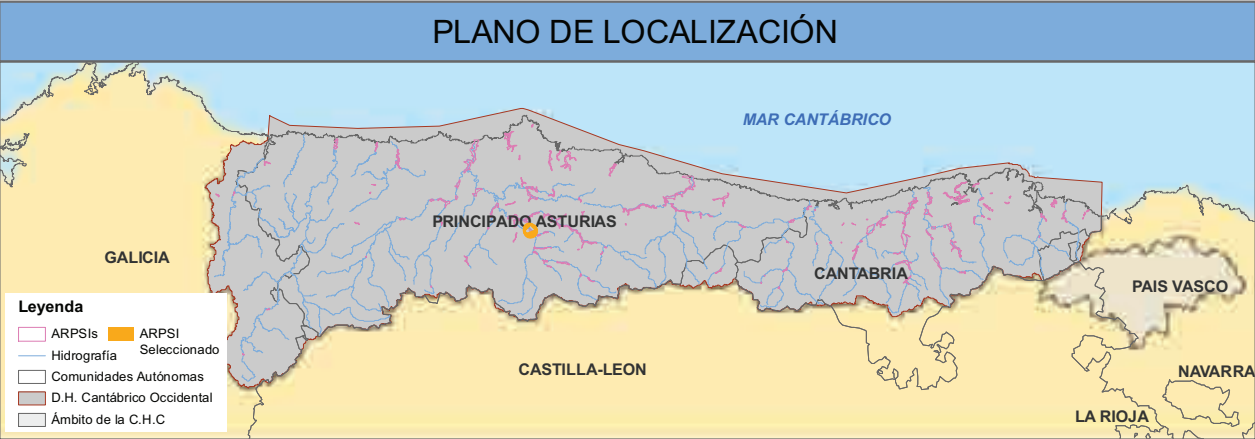 PLANO DE LOCALIZACIÓN
MAR CANTÁBRICO
PRINCIPADO ASTURIAS
GALICIA
CANTABRIA
PAIS VASCO
CASTILLA-LEON
NAVARRA
LA RIOJA
Leyenda
ARPSIs
ARPSI
Seleccionado
Hidrografía
Comunidades Autónomas
D.H. Cantábrico Occidental
Ámbito de la C.H.C